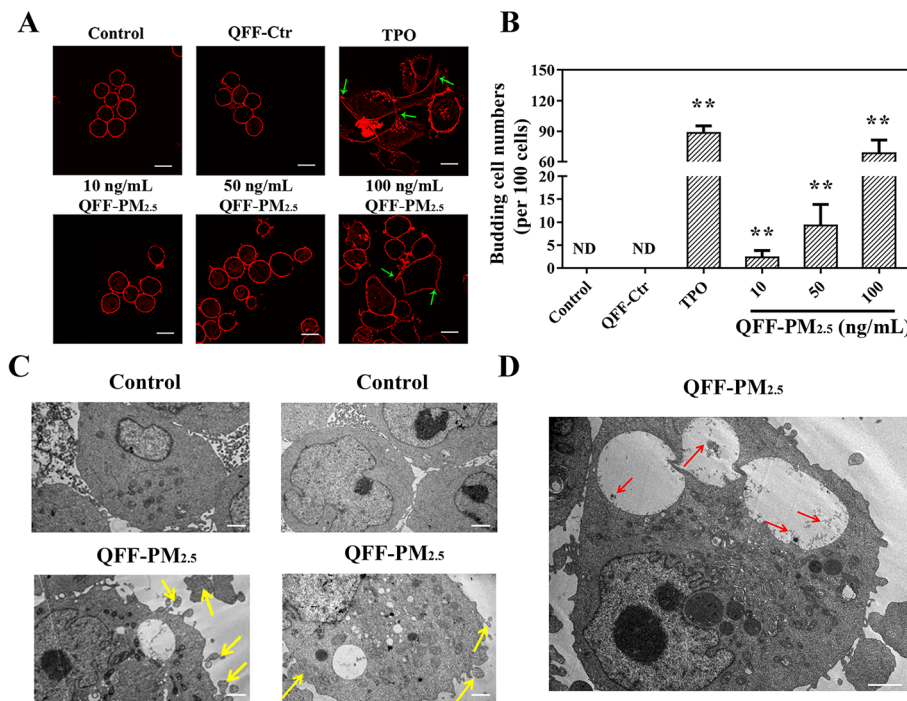 A
Control
QFF-Ctr
TPO
10 ng/mL
50 ng/mL
100 ng/mL
QFF-PM2.5
QFF-PM2.5
QFF-PM2.5
B
Budding cell numbers
(per 100 cells)
150
120
90
60
20
15
10
5
0
ND
ND
**
**
**
**
Control
QFF-Ctr
TPO
10
50
100
QFF-PM2.5 (ng/mL)
C
Control
Control
QFF-PM2.5
QFF-PM2.5
D
QFF-PM2.5